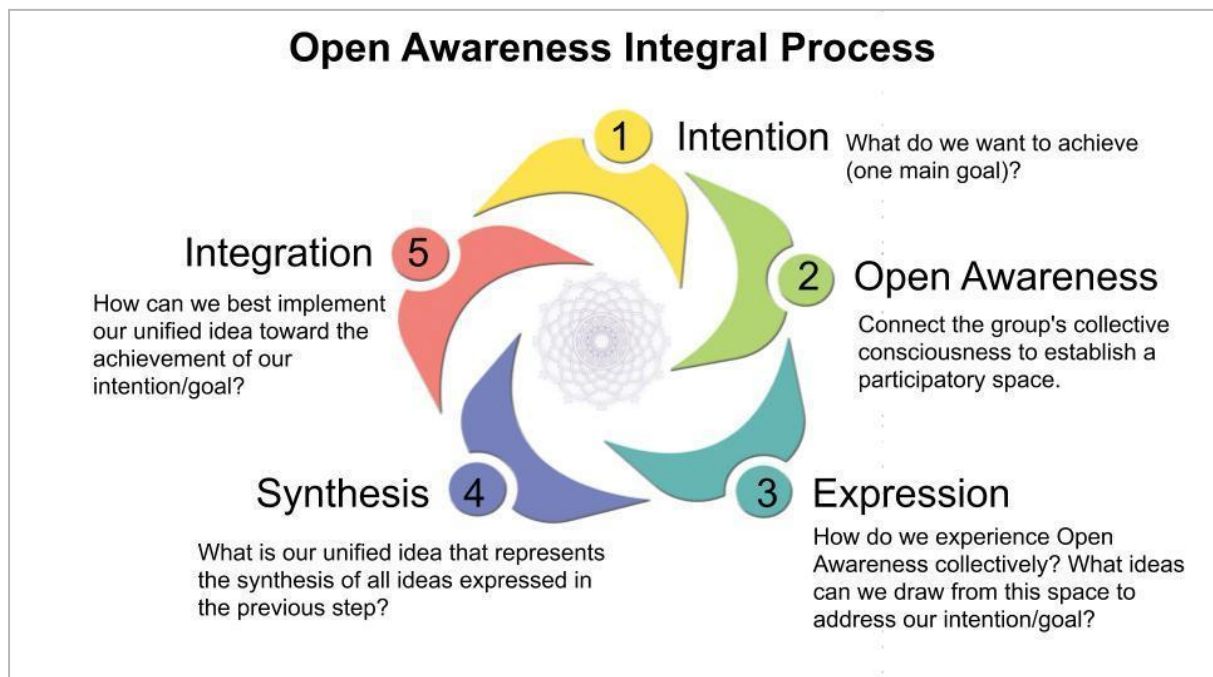 Open Awareness Integral Process
1
Intention
What do we want to achieve
(one main goal)?
2
Open Awareness
Connect the group's collective
consciousness to establish a
participatory space.
3
Expression
How do we experience Open
Awareness collectively? What ideas
can we draw from this space to
address our intention/goal?
4
Synthesis
What is our unified idea that represents
the synthesis of all ideas expressed in
the previous step?
5
Integration
How can we best implement
our unified idea toward the
achievement of our
intention/goal?